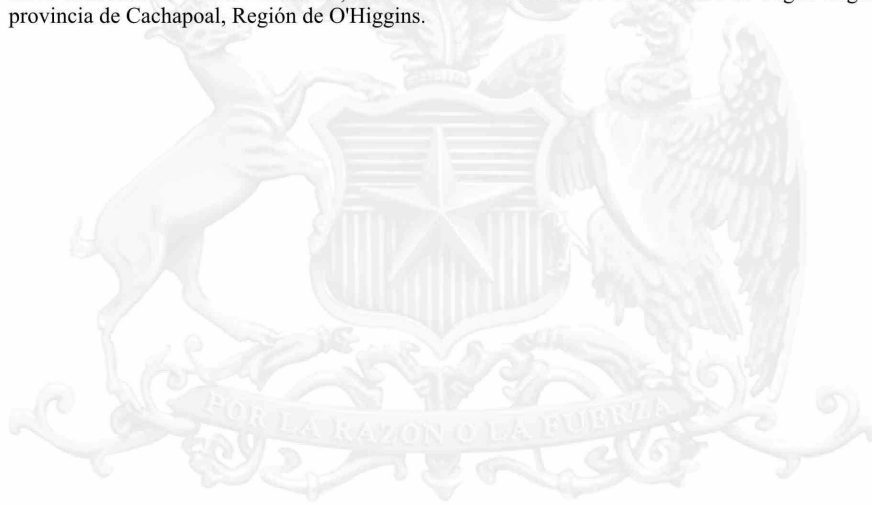 provincia de Cachapoal, Región de O'Higgins.
POR LA RAZON O LA FUERZA